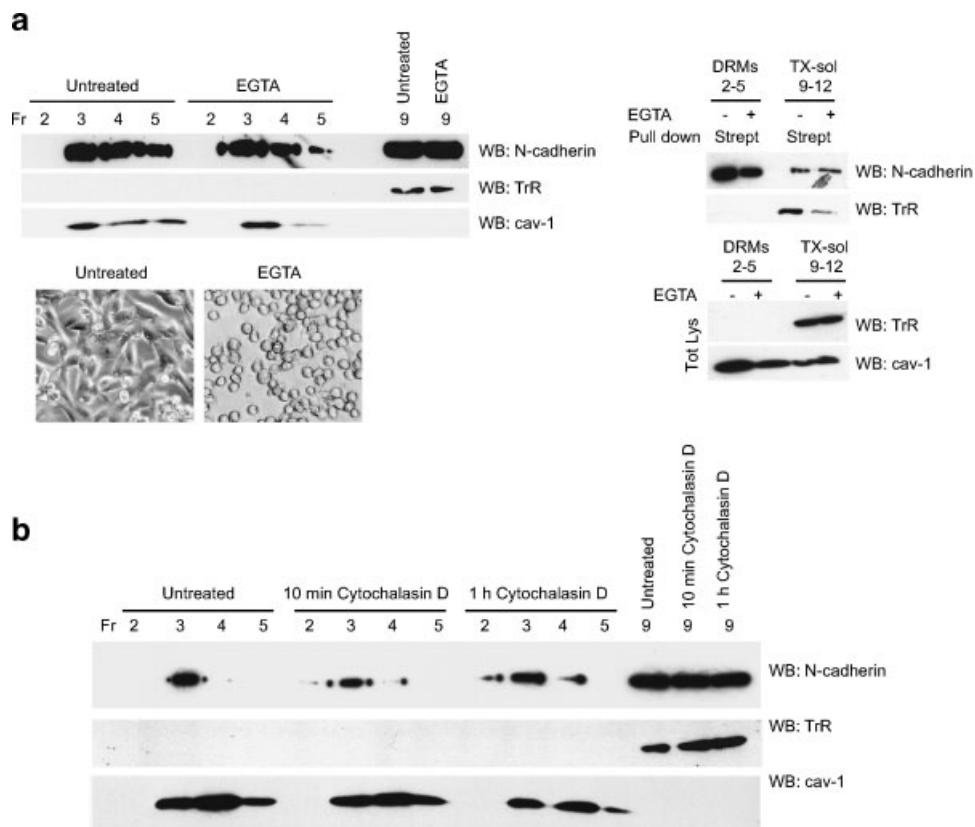 a
Untreated EGTA Untreated EGTA
Fr 2 3 4 5 2 3 4 5 9 9
WB: N-cadherin
WB: TrR
WB: cav-1
Untreated EGTA
DRMs TX-sol
2-5 9-12
EGTA - + - +
Pull down Strept Strept
WB: N-cadherin
WB: TrR
DRMs TX-sol
2-5 9-12
EGTA - + - +
Tot Lys
WB: TrR
WB: cav-1
b
Untreated 10 min Cytochalasin D 1 h Cytochalasin D Untreated 10 min Cytochalasin D 1 h Cytochalasin D
Fr 2 3 4 5 2 3 4 5 2 3 4 5 9 9 9
WB: N-cadherin
WB: TrR
WB: cav-1